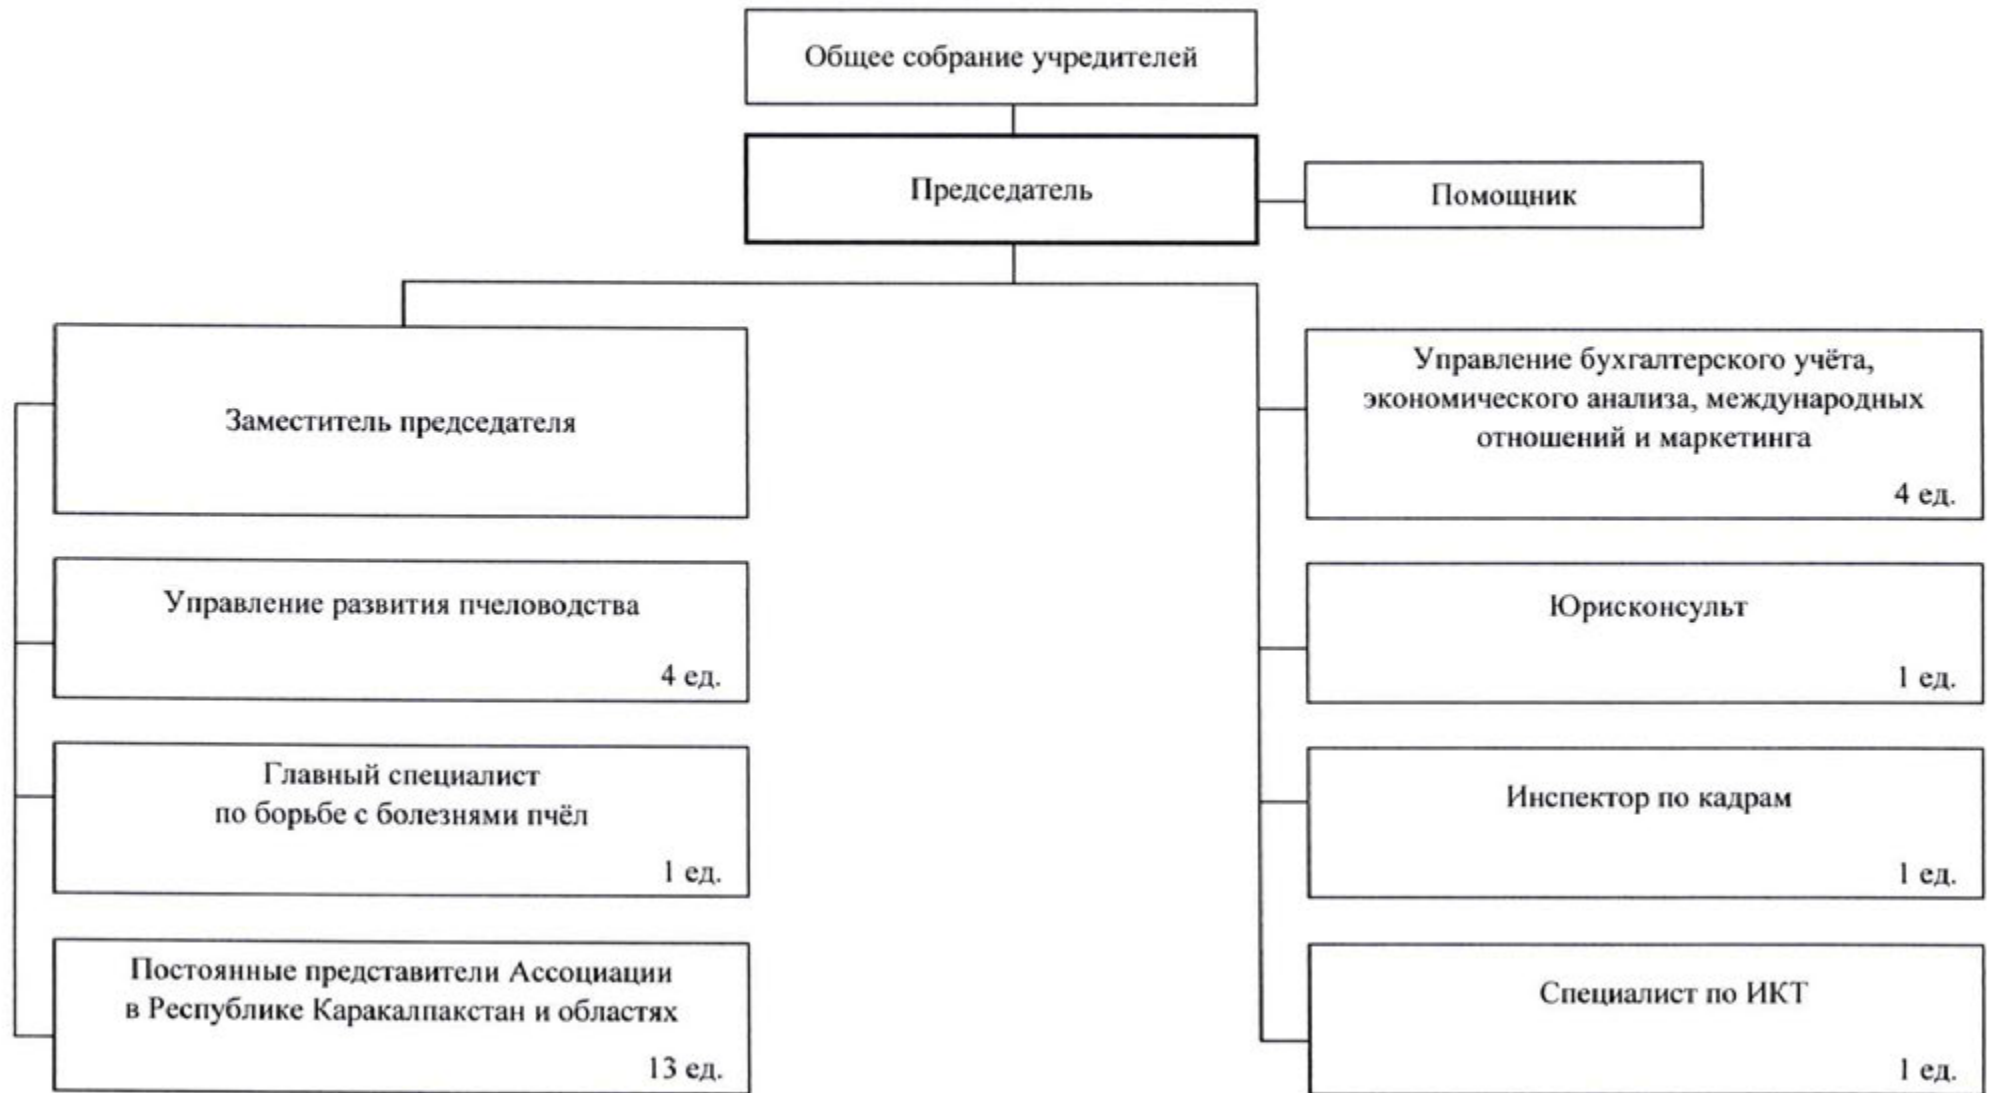 Общее собрание учредителей
Председатель
Помощник
Заместитель председателя
Управление бухгалтерского учёта,
экономического анализа, международных
отношений и маркетинга
4 ед.
Управление развития пчеловодства
4 ед.
Юрисконсульт
1 ед.
Главный специалист
по борьбе с болезнями пчёл
1 ед.
Инспектор по кадрам
1 ед.
Постоянные представители Ассоциации
в Республике Каракалпакстан и областях
13 ед.
Специалист по ИКТ
1 ед.